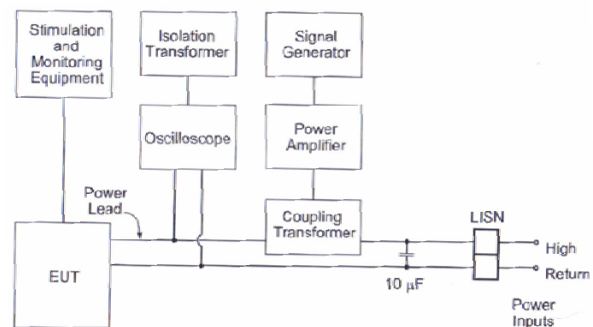 Stimulation
and
Monitoring
Equipment
Isolation
Transformer
Signal
Generator
Oscilloscope
Power
Amplifier
Power
Lead
Coupling
Transformer
LISN
High
EUT
Return
10 µF
Power
Inputs